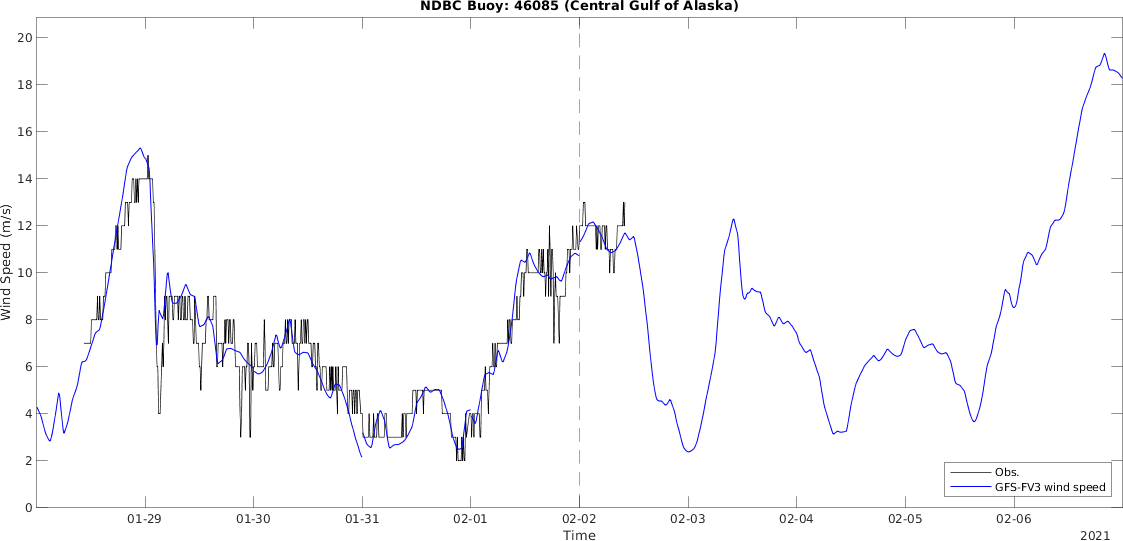 NDBC Buoy: 46085 (Central Gulf of Alaska)
20
18
16
14
12
10
8
6
4
2
0
Wind Speed (m/s)
Obs.
GFS-FV3 wind speed
01-29 01-30 01-31 02-01 02-02 02-03 02-04 02-05 02-06
Time
2021